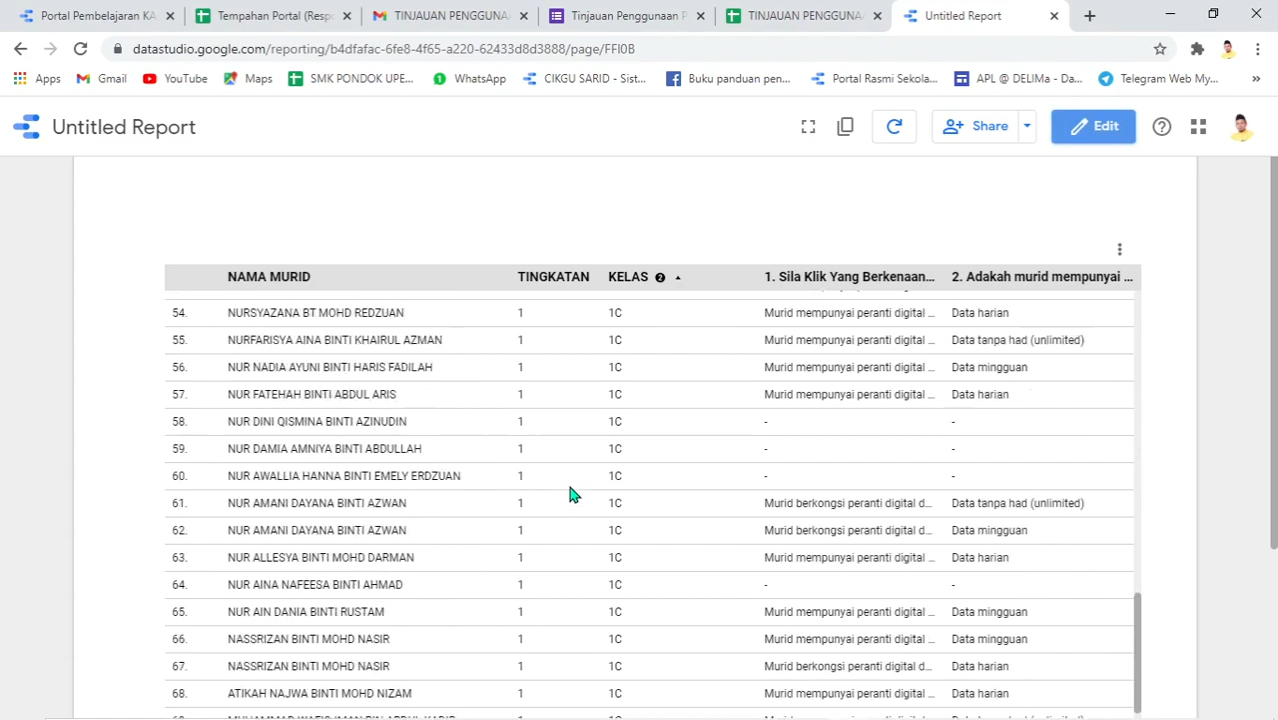 Portal Pembelajaran KA
Tempahan Portal (Resp
TINJAUAN PENGGUNA
Tinjauan Penggunaan P
TINJAUAN PENGGUNA
Untitled Report
datastudio.google.com/reporting/b4dfafac-6fe8-4f65-a220-62433d8d3888/page/FFI0B
Apps
Gmail
YouTube
Maps
SMK PONDOK UPE...
WhatsApp
CIKGU SARID - Sist...
Buku panduan pen...
Portal Rasmi Sekola...
APL @ DELIMa - Da...
Telegram Web My...
»
Untitled Report
Share
Edit
NAMA MURID TINGKATAN KELAS 2 1. Sila Klik Yang Berkenaan... 2. Adakah murid mempunyai ...
54. NURSYAZANA BT MOHD REDZUAN 1 1C Murid mempunyai peranti digital ... Data harian
55. NURFARISYA AINA BINTI KHAIRUL AZMAN 1 1C Murid mempunyai peranti digital ... Data tanpa had (unlimited)
56. NUR NADIA AYUNI BINTI HARIS FADILAH 1 1C Murid mempunyai peranti digital ... Data mingguan
57. NUR FATEHAH BINTI ABDUL ARIS 1 1C Murid mempunyai peranti digital ... Data harian
58. NUR DINI QISMINA BINTI AZINUDIN 1 1C - -
59. NUR DAMIA AMNIYA BINTI ABDULLAH 1 1C - -
60. NUR AWALLIA HANNA BINTI EMELY ERDZUAN 1 1C - -
61. NUR AMANI DAYANA BINTI AZWAN 1 1C Murid berkongsi peranti digital d... Data tanpa had (unlimited)
62. NUR AMANI DAYANA BINTI AZWAN 1 1C Murid berkongsi peranti digital d... Data mingguan
63. NUR ALLESYA BINTI MOHD DARMAN 1 1C Murid mempunyai peranti digital ... Data harian
64. NUR AINA NAFEESA BINTI AHMAD 1 1C - -
65. NUR AIN DANIA BINTI RUSTAM 1 1C Murid mempunyai peranti digital ... Data mingguan
66. NASSRIZAN BINTI MOHD NASIR 1 1C Murid mempunyai peranti digital ... Data mingguan
67. NASSRIZAN BINTI MOHD NASIR 1 1C Murid berkongsi peranti digital d... Data harian
68. ATIKAH NAJWA BINTI MOHD NIZAM 1 1C Murid mempunyai peranti digital ... Data harian